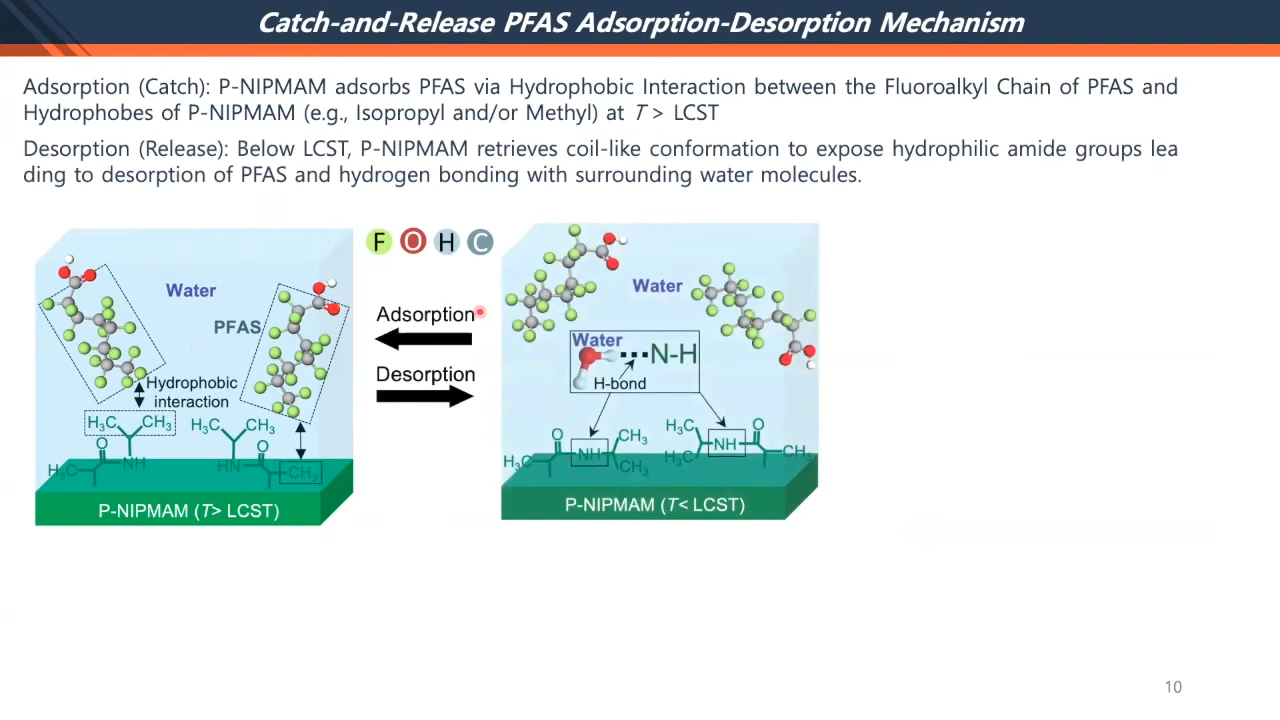 Catch-and-Release PFAS Adsorption-Desorption Mechanism
Adsorption (Catch): P-NIPMAM adsorbs PFAS via Hydrophobic Interaction between the Fluoroalkyl Chain of PFAS and
Hydrophobes of P-NIPMAM (e.g., Isopropyl and/or Methyl) at T > LCST
Desorption (Release): Below LCST, P-NIPMAM retrieves coil-like conformation to expose hydrophilic amide groups lea
ding to desorption of PFAS and hydrogen bonding with surrounding water molecules.
F O H C
Water
PFAS
Hydrophobic
interaction
H₃C CH₃ H₃C CH₃
O O
H₃C NH HN CH₃
P-NIPMAM (T> LCST)
Adsorption
Desorption
Water
Water
N-H
H-bond
O CH₃ H₃C O
H₃C NH CH₃ H₃C NH CH₃
P-NIPMAM (T< LCST)
10